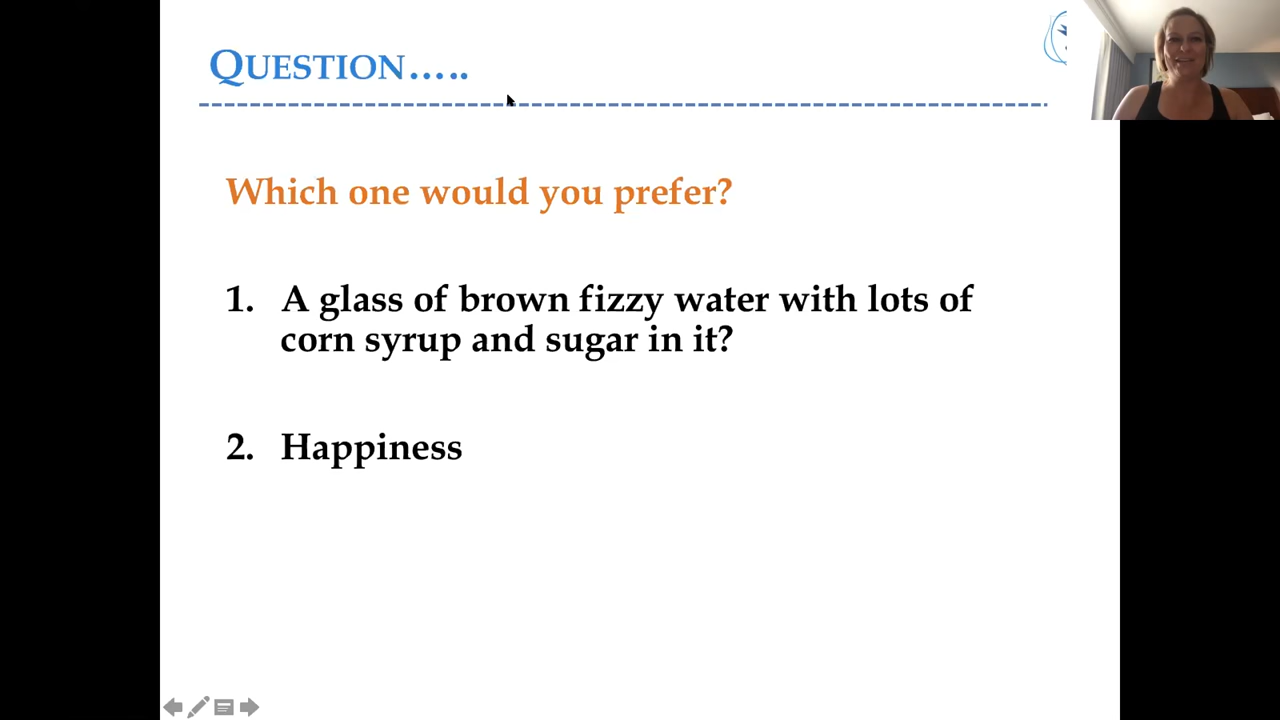 QUESTION.....
Which one would you prefer?
1. A glass of brown fizzy water with lots of
corn syrup and sugar in it?
2. Happiness